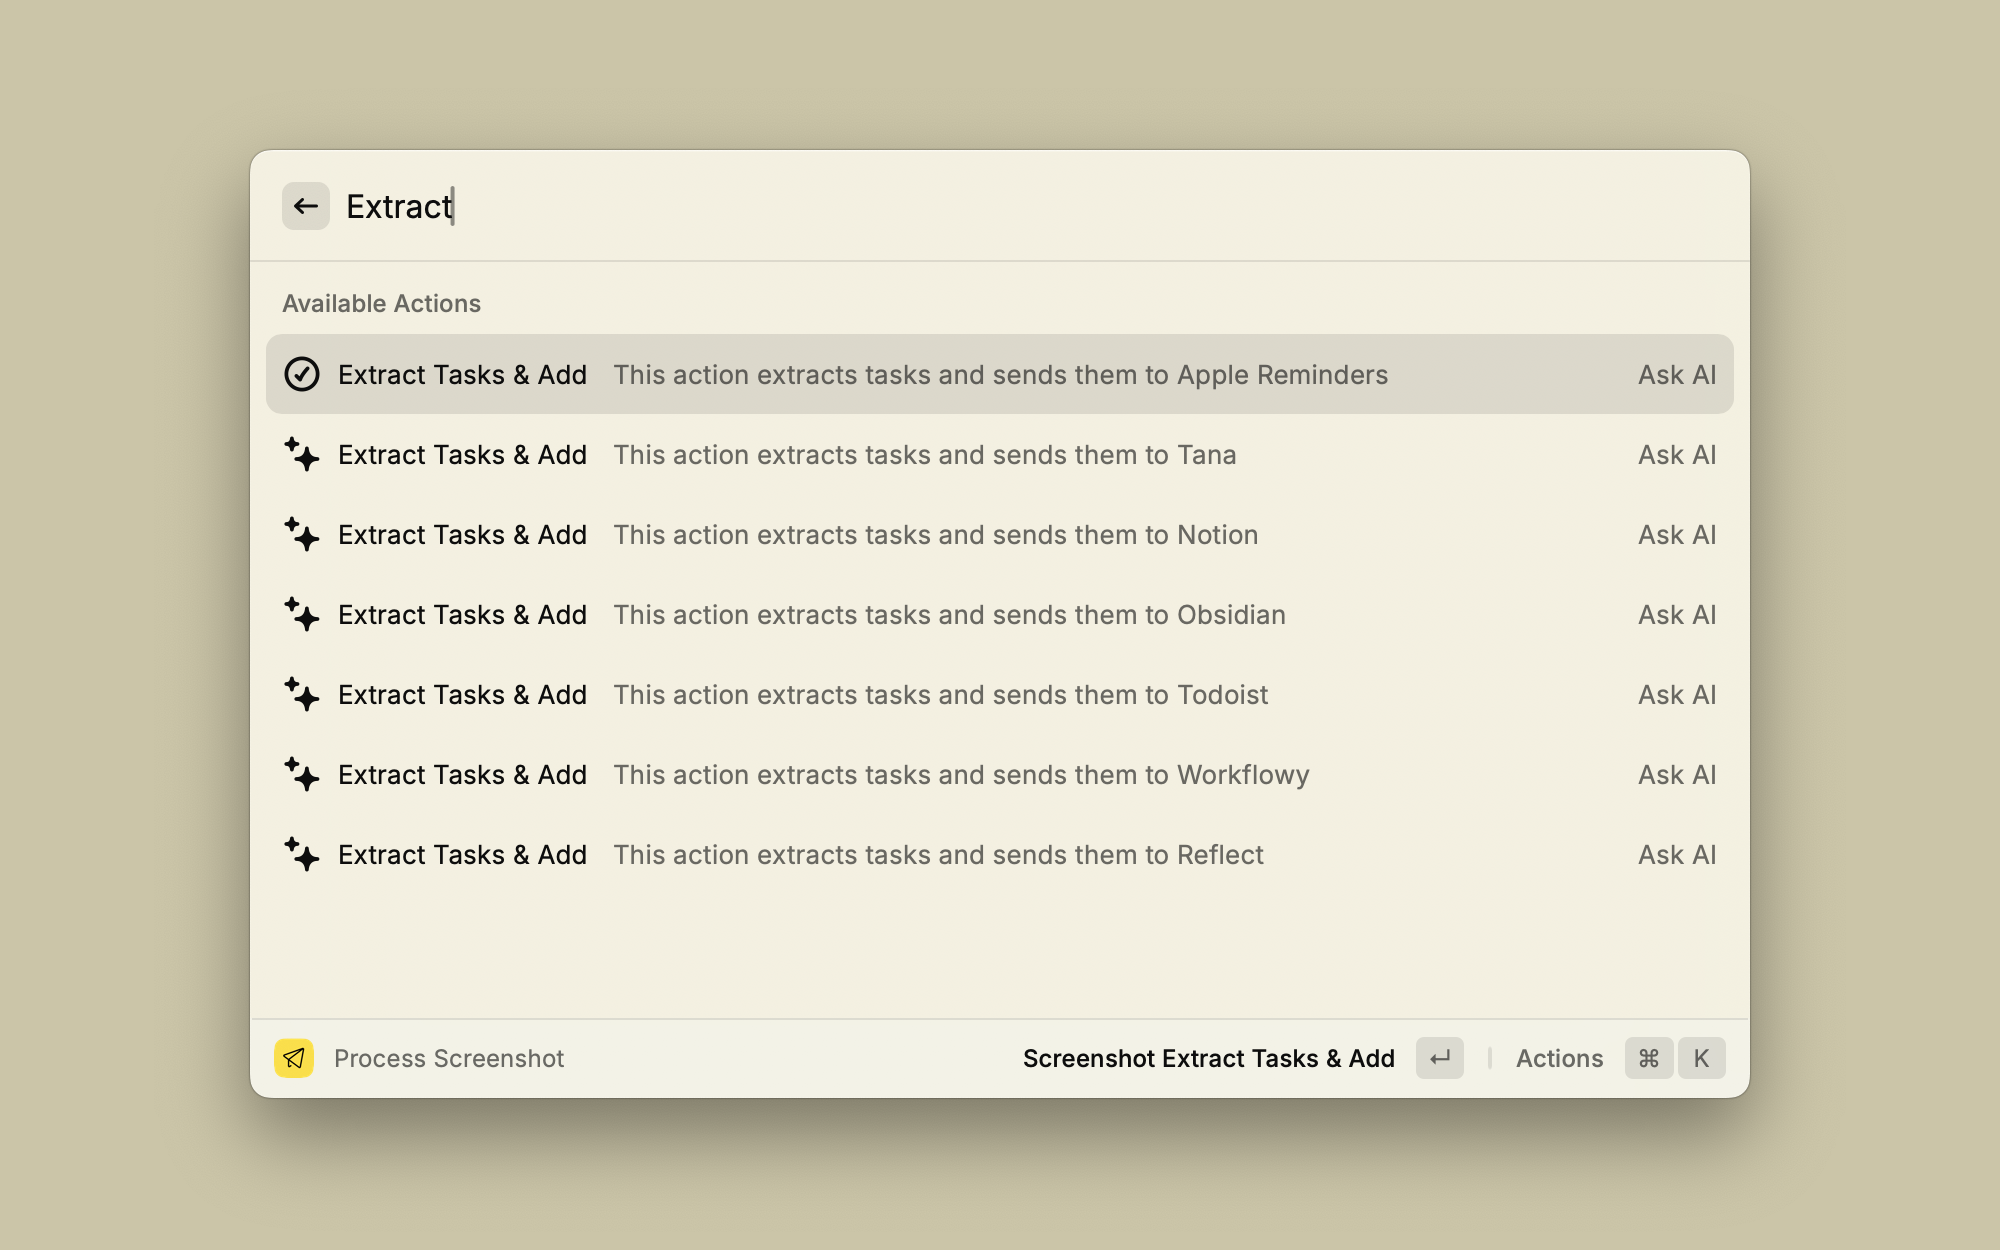 Extract
Available Actions
Extract Tasks & Add This action extracts tasks and sends them to Apple Reminders Ask AI
Extract Tasks & Add This action extracts tasks and sends them to Tana Ask AI
Extract Tasks & Add This action extracts tasks and sends them to Notion Ask AI
Extract Tasks & Add This action extracts tasks and sends them to Obsidian Ask AI
Extract Tasks & Add This action extracts tasks and sends them to Todoist Ask AI
Extract Tasks & Add This action extracts tasks and sends them to Workflowy Ask AI
Extract Tasks & Add This action extracts tasks and sends them to Reflect Ask AI
Process Screenshot Screenshot Extract Tasks & Add ↵ Actions ⌘ K